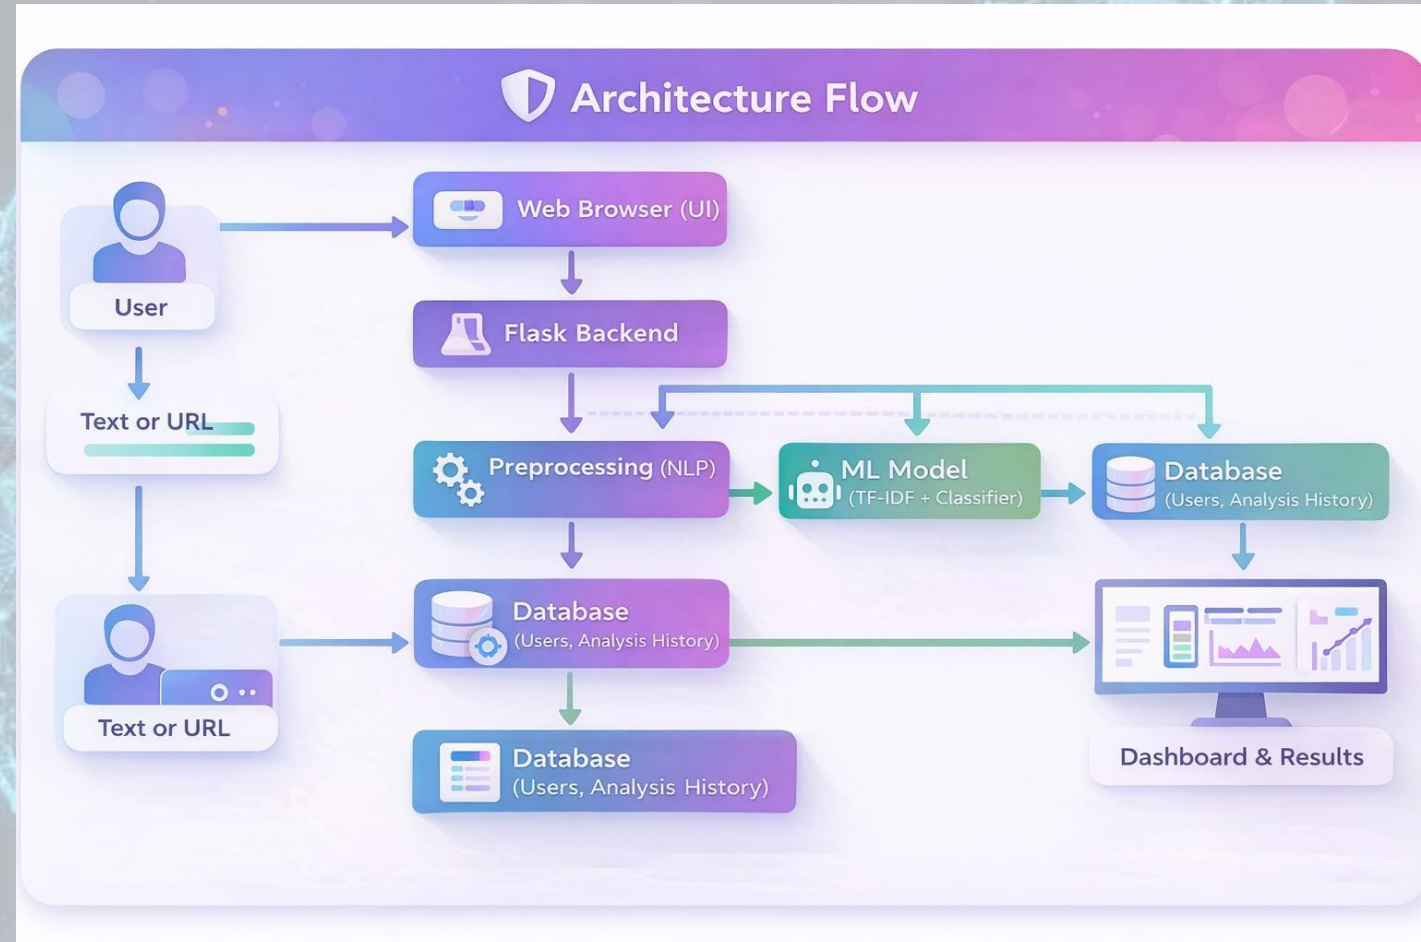 Architecture Flow
User
Web Browser (UI)
Flask Backend
Text or URL
Preprocessing (NLP)
ML Model
(TF-IDF + Classifier)
Database
(Users, Analysis History)
Text or URL
Database
(Users, Analysis History)
Database
(Users, Analysis History)
Dashboard & Results